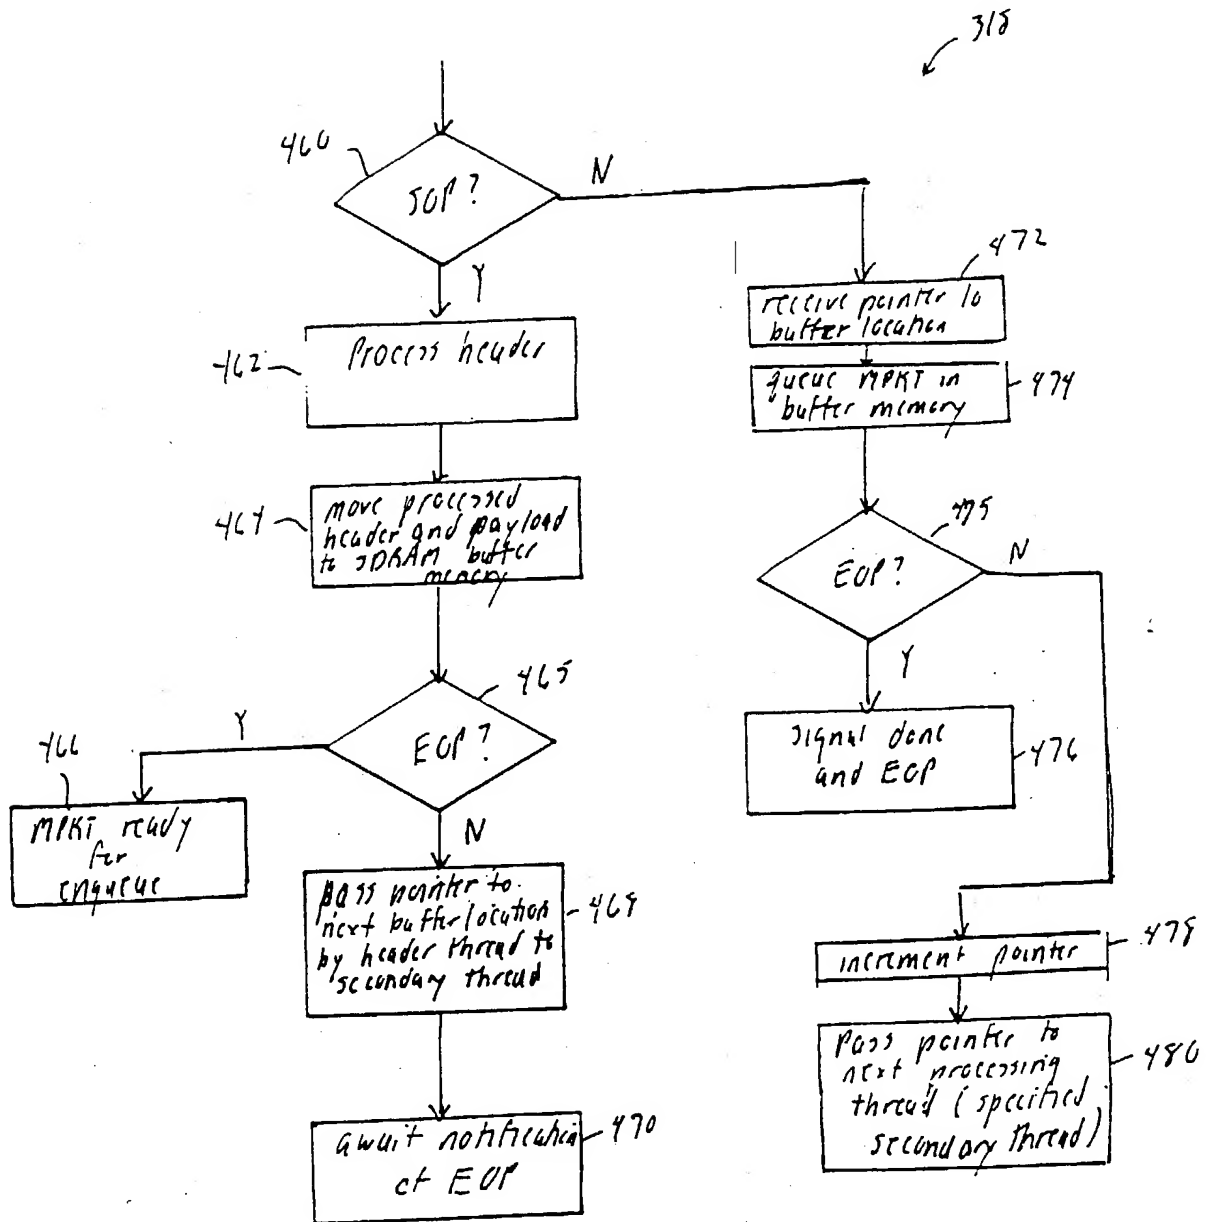 318
460
SOP?
N
Y
462
Process header
464
move processed
header and payload
to SDRAM buffer
memory
465
EOP?
Y
466
MPKT ready
for
enqueue
N
pass pointer to
next buffer location
by header thread to
secondary thread
468
await notification
of EOP
470
472
receive pointer to
buffer location
queue MPKT in
buffer memory
474
475
EOP?
N
Y
signal done
and EOP
476
increment pointer
478
Pass pointer to
next processing
thread (specified
secondary thread)
480